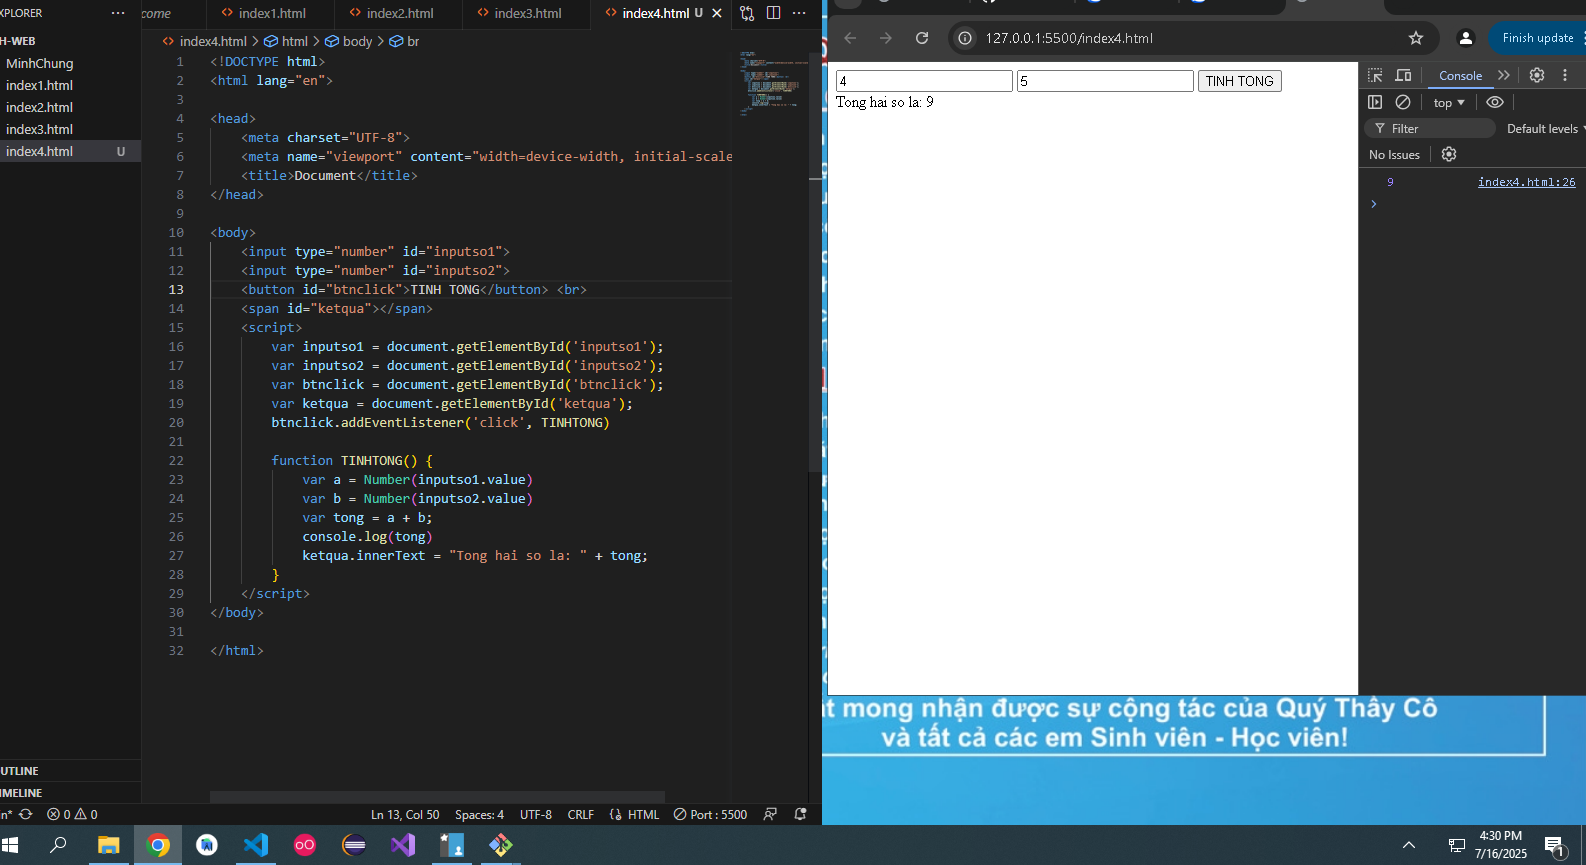 come
index1.html
index2.html
index3.html
index4.html U
H-WEB
MinhChung
index1.html
index2.html
index3.html
index4.html U
UTLINE
index4.html > html > body > br
1 <!DOCTYPE html>
2 <html lang="en">
3
4 <head>
5 <meta charset="UTF-8">
6 <meta name="viewport" content="width=device-width, initial-scale
7 <title>Document</title>
8 </head>
9
10 <body>
11 <input type="number" id="inputso1">
12 <input type="number" id="inputso2">
13 <button id="btnclick">TINH TONG</button> <br>
14 <span id="ketqua"></span>
15 <script>
16 var inputso1 = document.getElementById('inputso1');
17 var inputso2 = document.getElementById('inputso2');
18 var btnclick = document.getElementById('btnclick');
19 var ketqua = document.getElementById('ketqua');
20 btnclick.addEventListener('click', TINHTONG)
21
22 function TINHTONG() {
23 var a = Number(inputso1.value)
24 var b = Number(inputso2.value)
25 var tong = a + b;
26 console.log(tong)
27 ketqua.innerText = "Tong hai so la: " + tong;
28 }
29 </script>
30 </body>
31
32 </html>
0 0
Ln 13, Col 50
Spaces: 4
UTF-8
CRLF
HTML
Port : 5500
127.0.0.1:5500/index4.html
Finish update
4 5 TINH TONG
Tong hai so la: 9
Console
top
Filter
Default levels
No Issues
9 index4.html:26
mong nhận được sự cộng tác của Quý Thầy Cô
và tất cả các em Sinh viên - Học viên!
4:30 PM
7/16/2025
1